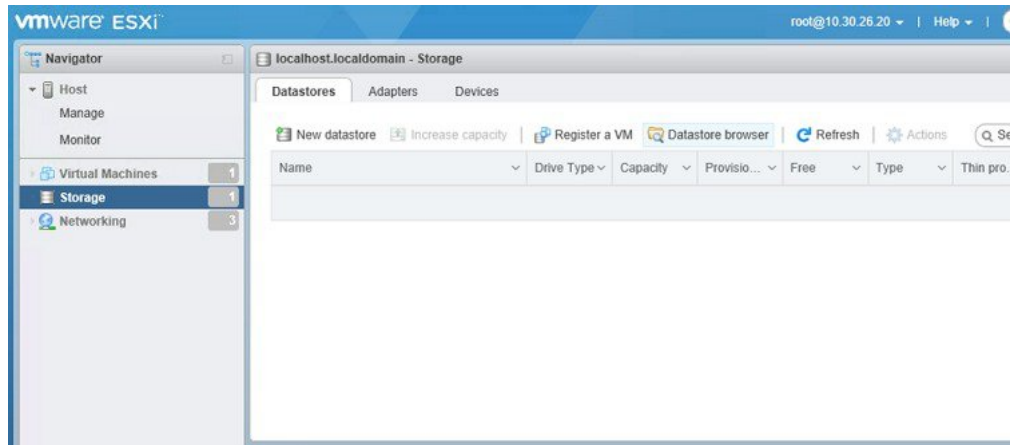 vmware ESXi
root@10.30.26.20 | Help |
Navigator
Host
Manage
Monitor
Virtual Machines 1
Storage 1
Networking 3
localhost.localdomain - Storage
Datastores Adapters Devices
New datastore Increase capacity | Register a VM Datastore browser | Refresh | Actions Se
Name Drive Type Capacity Provisio... Free Type Thin pro.